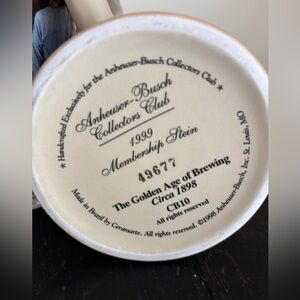 ★ Handcrafted Exclusively for the Anheuser-Busch Collectors Club ★
Anheuser-Busch
Collectors Club
1999
Membership Stein
49677
The Golden Age of Brewing
Circa 1898
CB10
All rights reserved
Made in Brazil by Ceramarte. All rights reserved. ©1998 Anheuser-Busch, Inc. St. Louis, MO